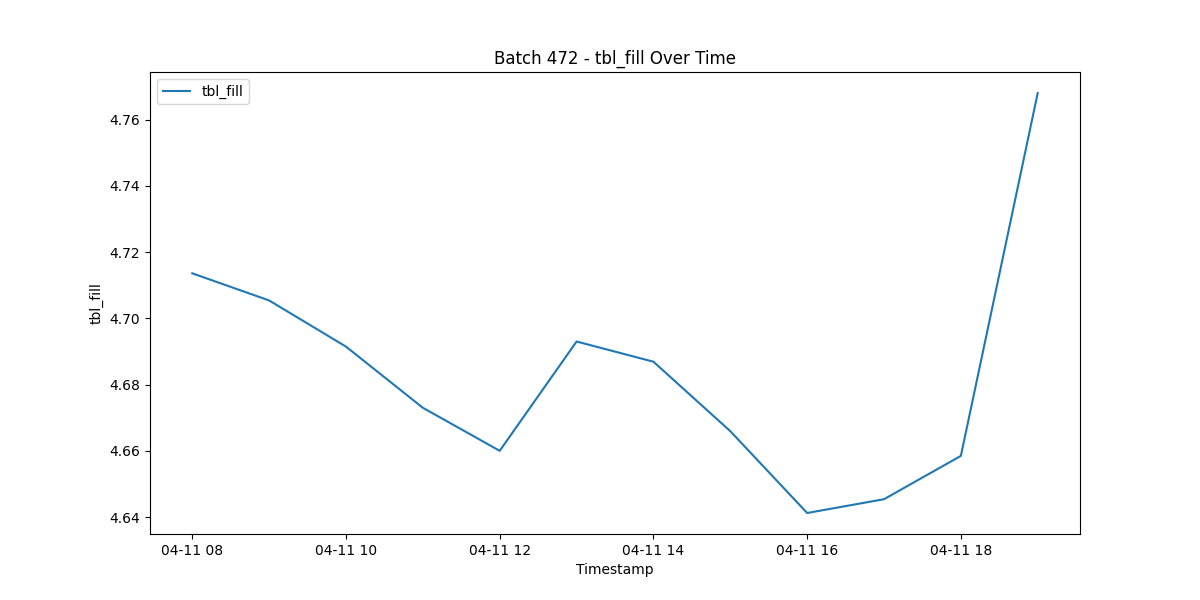 Batch 472 - tbl_fill Over Time
tbl_fill
4.76
4.74
4.72
4.70
4.68
4.66
4.64
tbl_fill
04-11 08 04-11 10 04-11 12 04-11 14 04-11 16 04-11 18
Timestamp